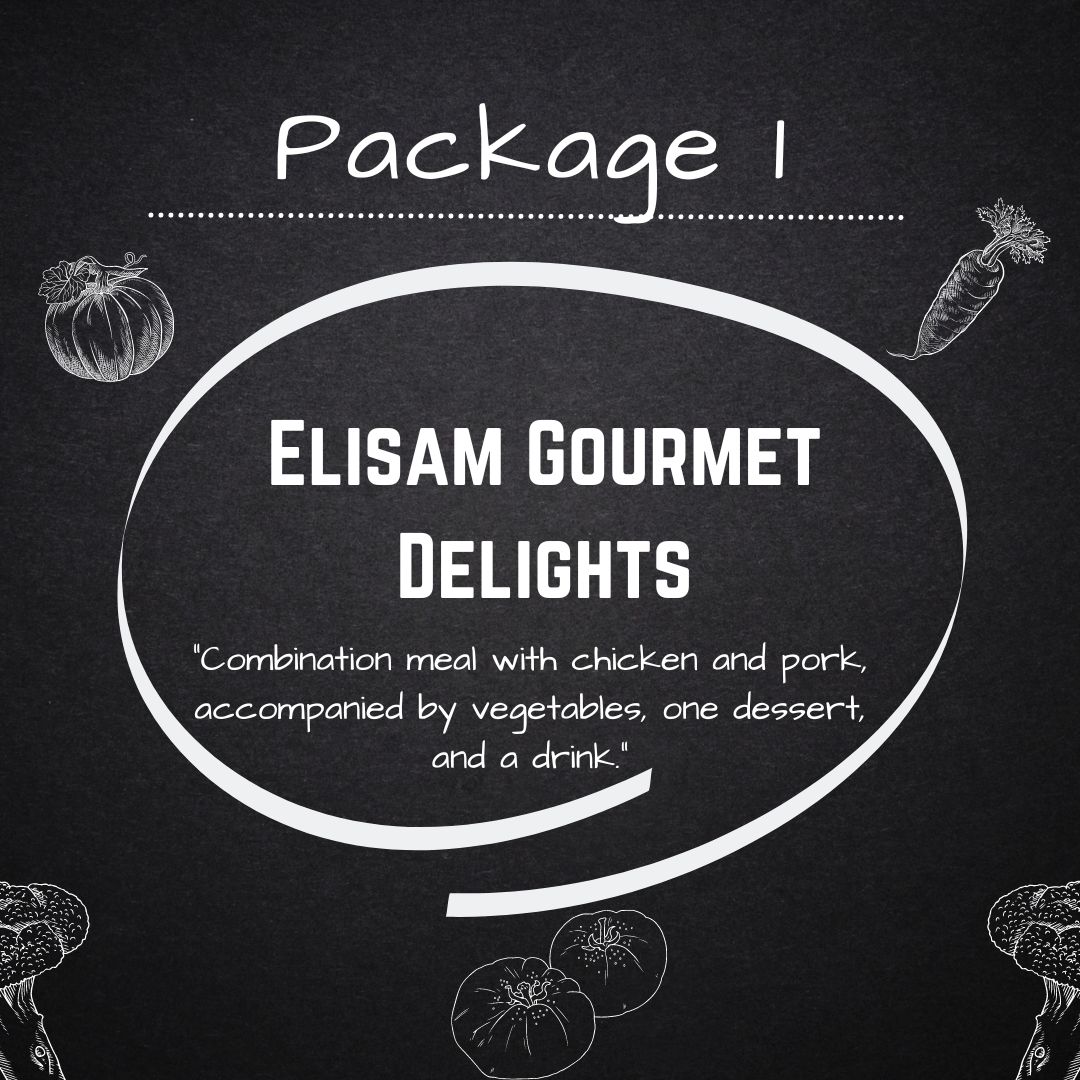 Package 1
Elisam Gourmet
Delights
"Combination meal with chicken and pork,
accompanied by vegetables, one dessert,
and a drink."